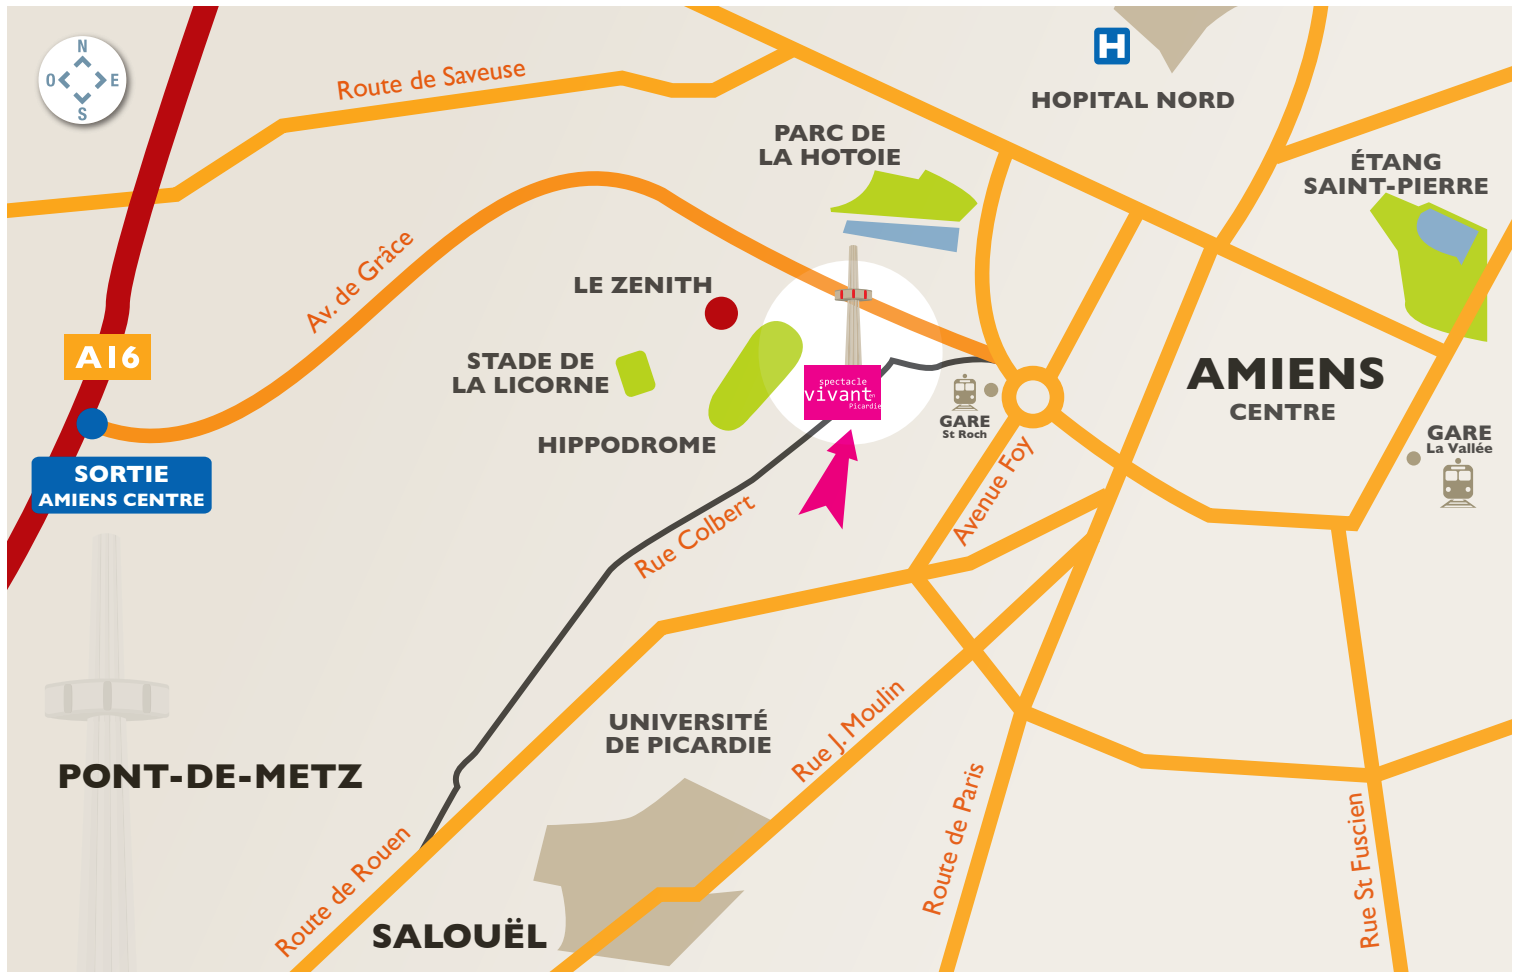 N
O
E
S
Route de Saveuse
HOPITAL NORD
H
PARC DE
LA HOTOIE
ÉTANG
SAINT-PIERRE
Av. de Grâce
LE ZENITH
A16
STADE DE
LA LICORNE
spectacle
vivant
en
Picardie
AMIENS
CENTRE
GARE
St Roch
GARE
La Vallée
HIPPODROME
SORTIE
AMIENS CENTRE
Avenue Foy
Rue Colbert
UNIVERSITÉ
DE PICARDIE
Rue J. Moulin
PONT-DE-METZ
Route de Paris
Rue St Fuscien
Route de Rouen
SALOUËL